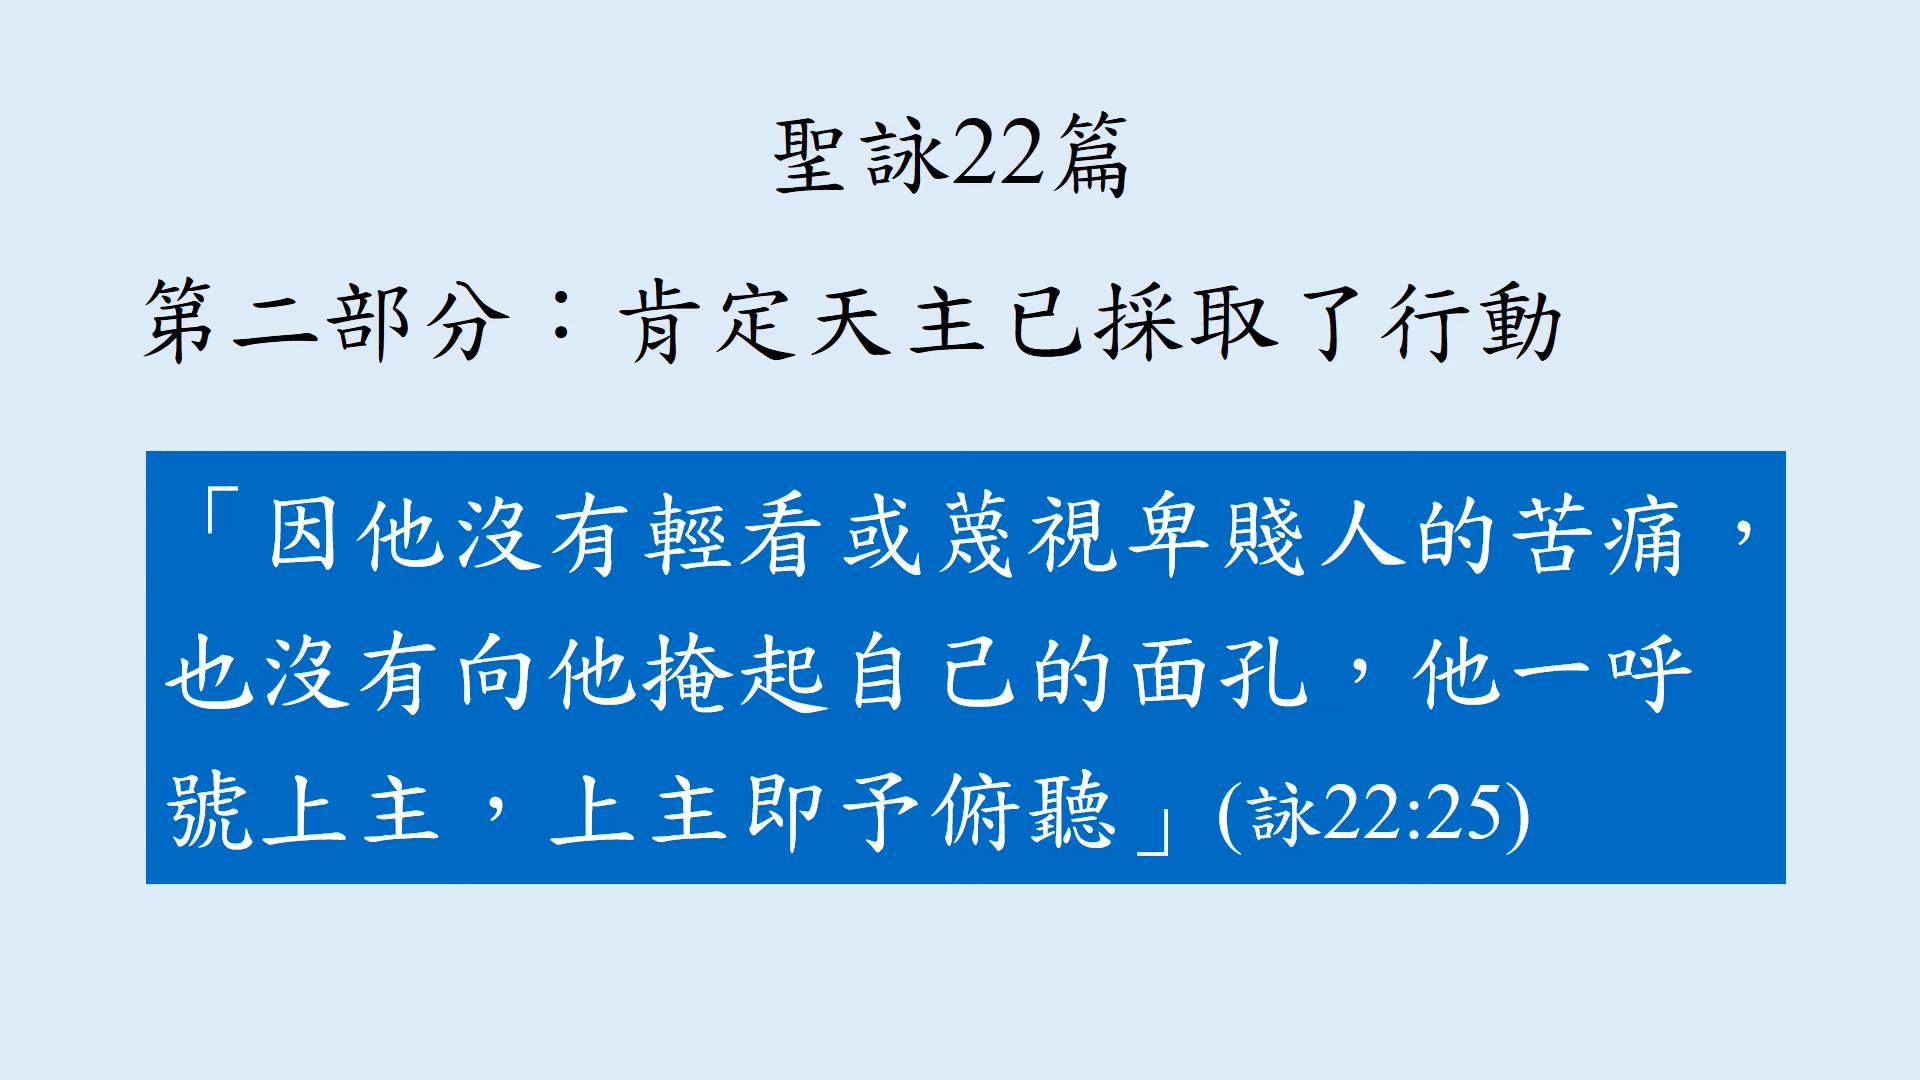 聖詠22篇
第二部分：肯定天主已採取了行動
「因他沒有輕看或蔑視卑賤人的苦痛，
也沒有向他掩起自己的面孔，他一呼
號上主，上主即予俯聽」(詠22:25)